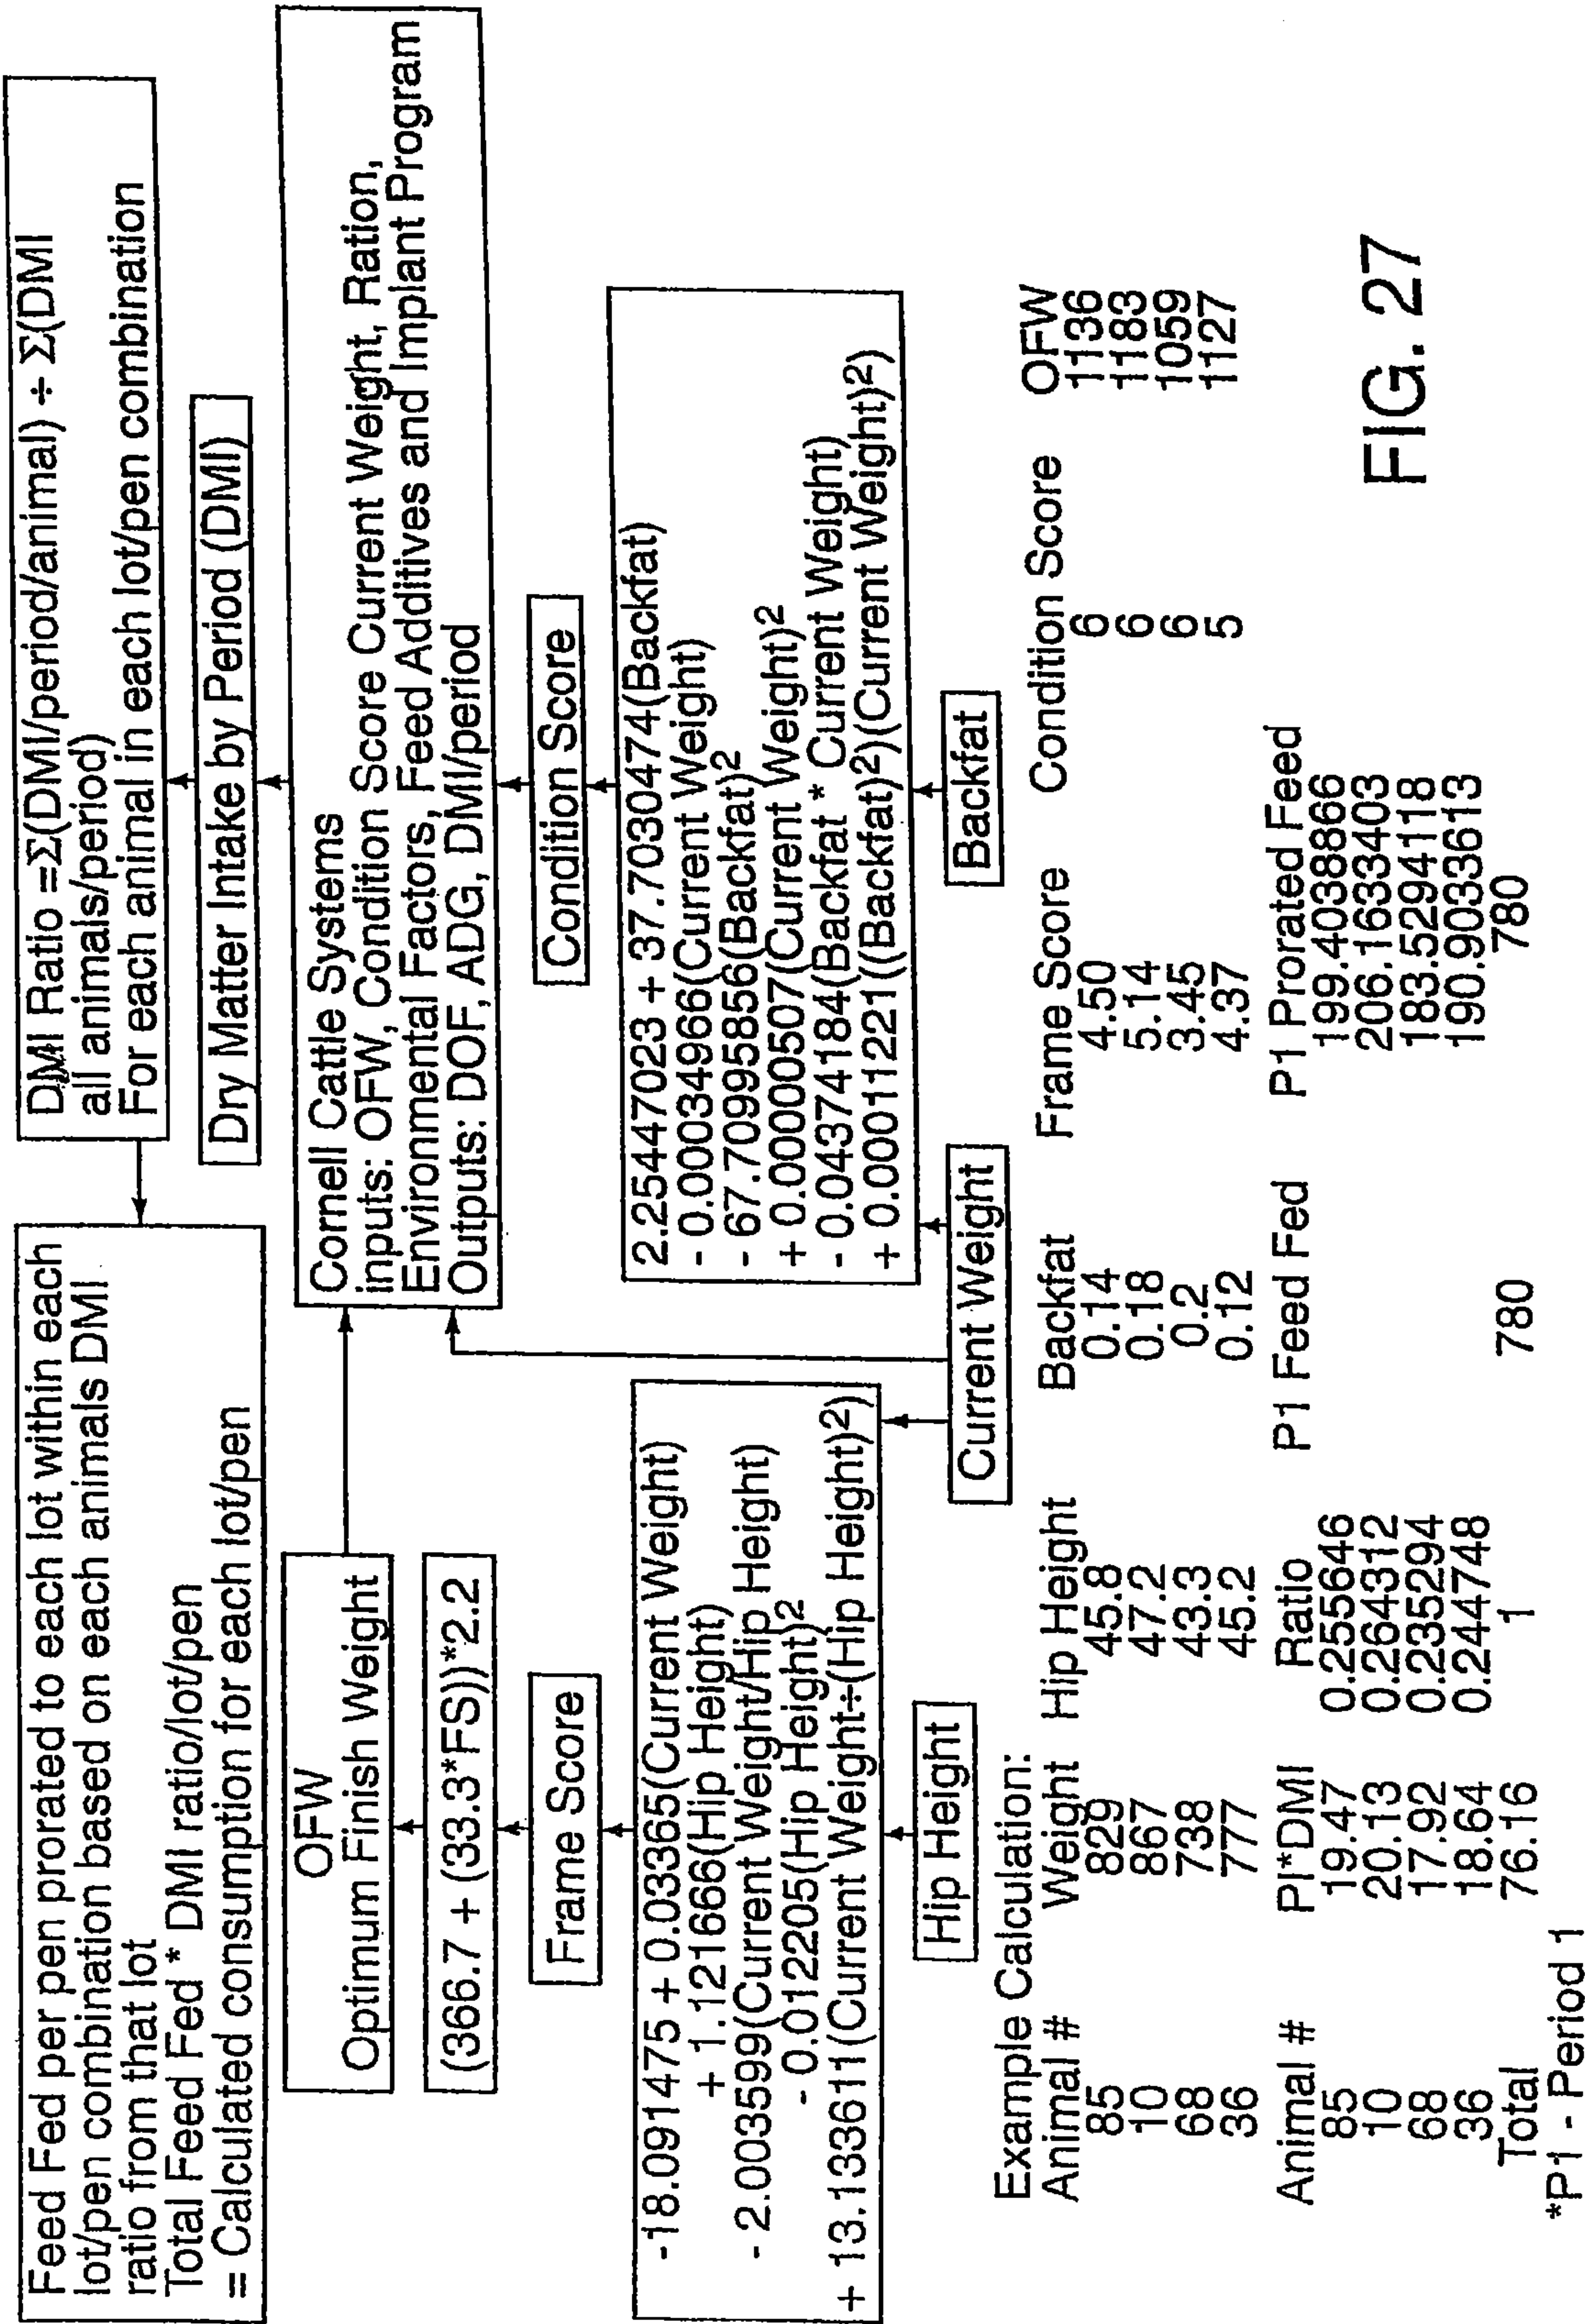 Feed Fed per pen prorated to each lot within each
lot/pen combination based on each animals DMI
ratio from that lot
Total Feed Fed * DMI ratio/lot/pen
= Calculated consumption for each lot/pen
DMI Ratio =Σ(DMI/period/animal) ÷ Σ(DMI
all animals/period)
For each animal in each lot/pen combination
Dry Matter Intake by Period (DMI)
OFW
Optimum Finish Weight
(366.7 + (33.3*FS))*2.2
Cornell Cattle Systems
inputs: OFW, Condition Score Current Weight, Ration,
Environmental Factors, Feed Additives and Implant Program
Outputs: DOF, ADG, DMI/period
Frame Score
Condition Score
-18.091475 + 0.03365(Current Weight)
+ 1.121666(Hip Height)
- 2.003599(Current Weight/Hip Height)
- 0.012205(Hip Height)2
+ 13.133611(Current Weight÷(Hip Height)2)
2.25447023 + 37.7030474(Backfat)
- 0.00034966(Current Weight)
- 67.70995856(Backfat)2
+ 0.00000507(Current Weight)2
- 0.04374184(Backfat * Current Weight)
+ 0.00011221((Backfat)2)(Current Weight)2)
Hip Height
Current Weight
Backfat
Example Calculation:
Animal # Weight Hip Height Backfat Frame Score Condition Score OFW
85 829 45.8 0.14 4.50 6 1136
10 867 47.2 0.18 5.14 6 1183
68 738 43.3 0.2 3.45 6 1059
36 777 45.2 0.12 4.37 5 1127
Animal # PI*DMI Ratio P1 Feed Fed P1 Prorated Feed
85 19.47 0.255646 199.4038866
10 20.13 0.264312 206.1633403
68 17.92 0.235294 183.5294118
36 18.64 0.244748 190.9033613
Total 76.16 1 780 780
*P1 - Period 1
FIG. 27